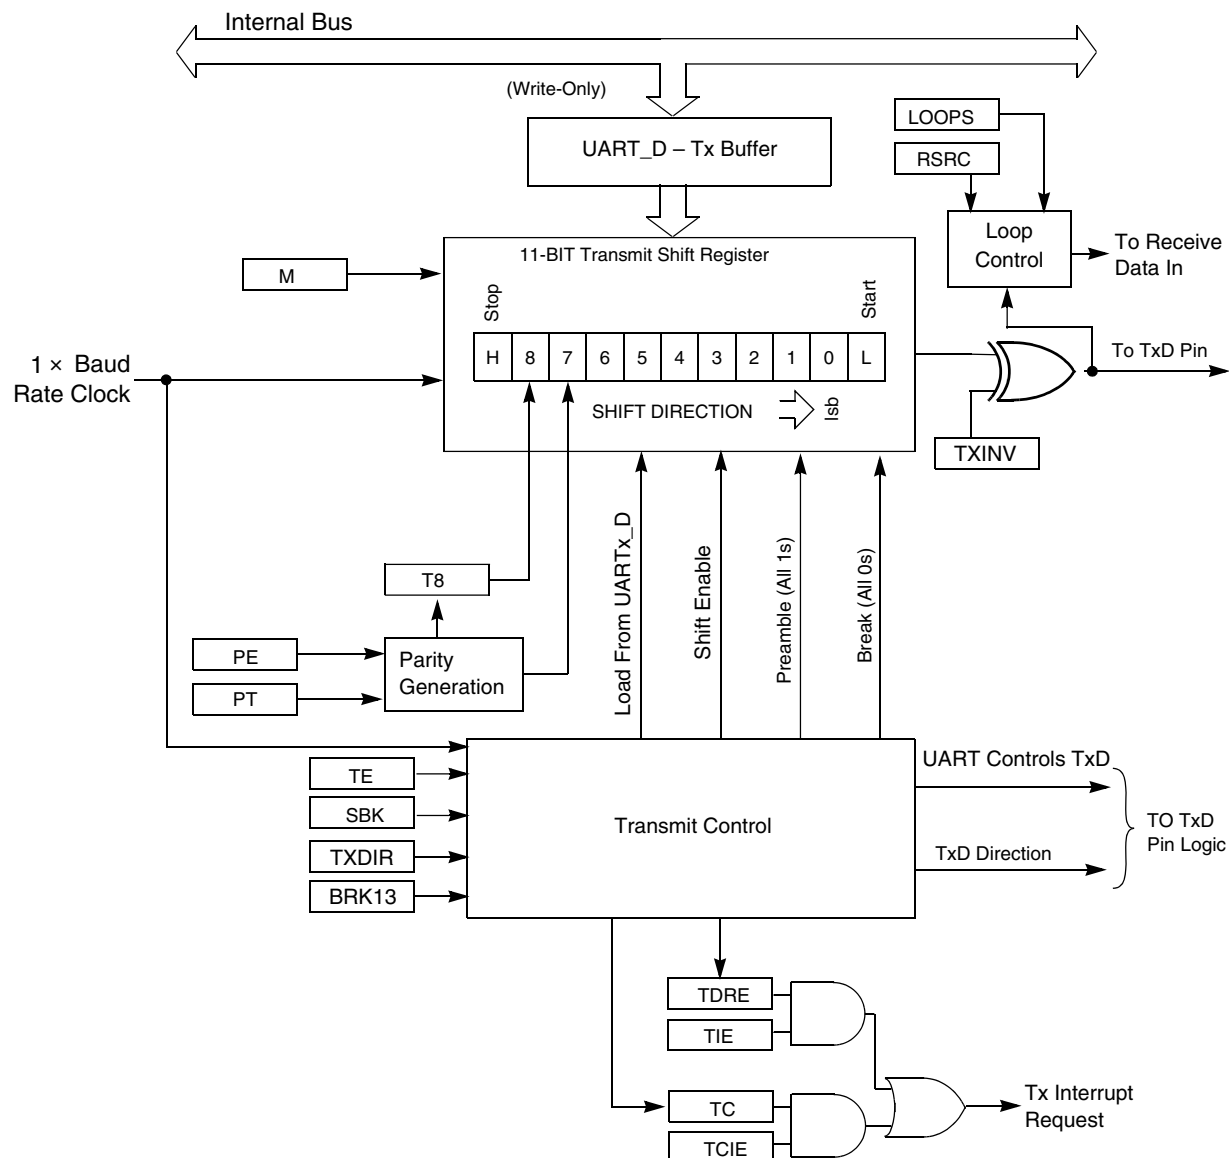 Internal Bus
(Write-Only)
LOOPS
UART_D – Tx Buffer
RSRC
11-BIT Transmit Shift Register
Loop
Control
To Receive
Data In
M
Stop
Start
H 8 7 6 5 4 3 2 1 0 L
To TxD Pin
1 × Baud
Rate Clock
SHIFT DIRECTION
lsb
TXINV
Load From UARTx_D
Shift Enable
Preamble (All 1s)
Break (All 0s)
T8
PE
Parity
Generation
PT
UART Controls TxD
TE
SBK
Transmit Control
TO TxD
Pin Logic
TXDIR
TxD Direction
BRK13
TDRE
TIE
TC
Tx Interrupt
Request
TCIE